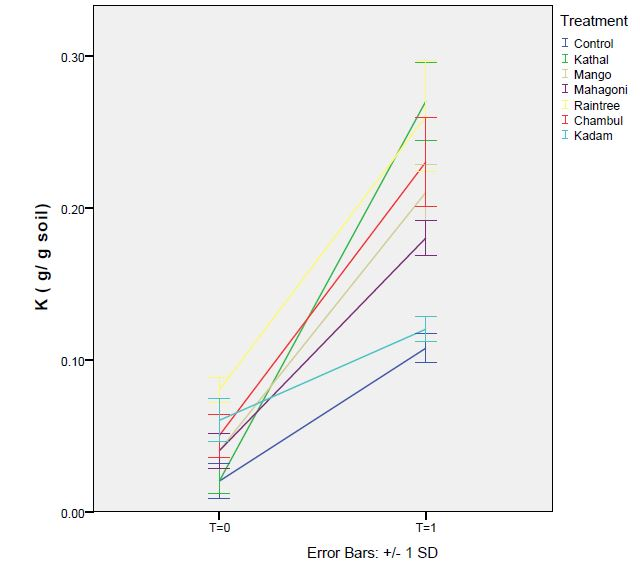 Treatment
Control
Kathal
Mango
Mahagoni
Raintree
Chambul
Kadam
K ( g/ g soil)
0.30
0.20
0.10
0.00
T=0
T=1
Error Bars: +/- 1 SD